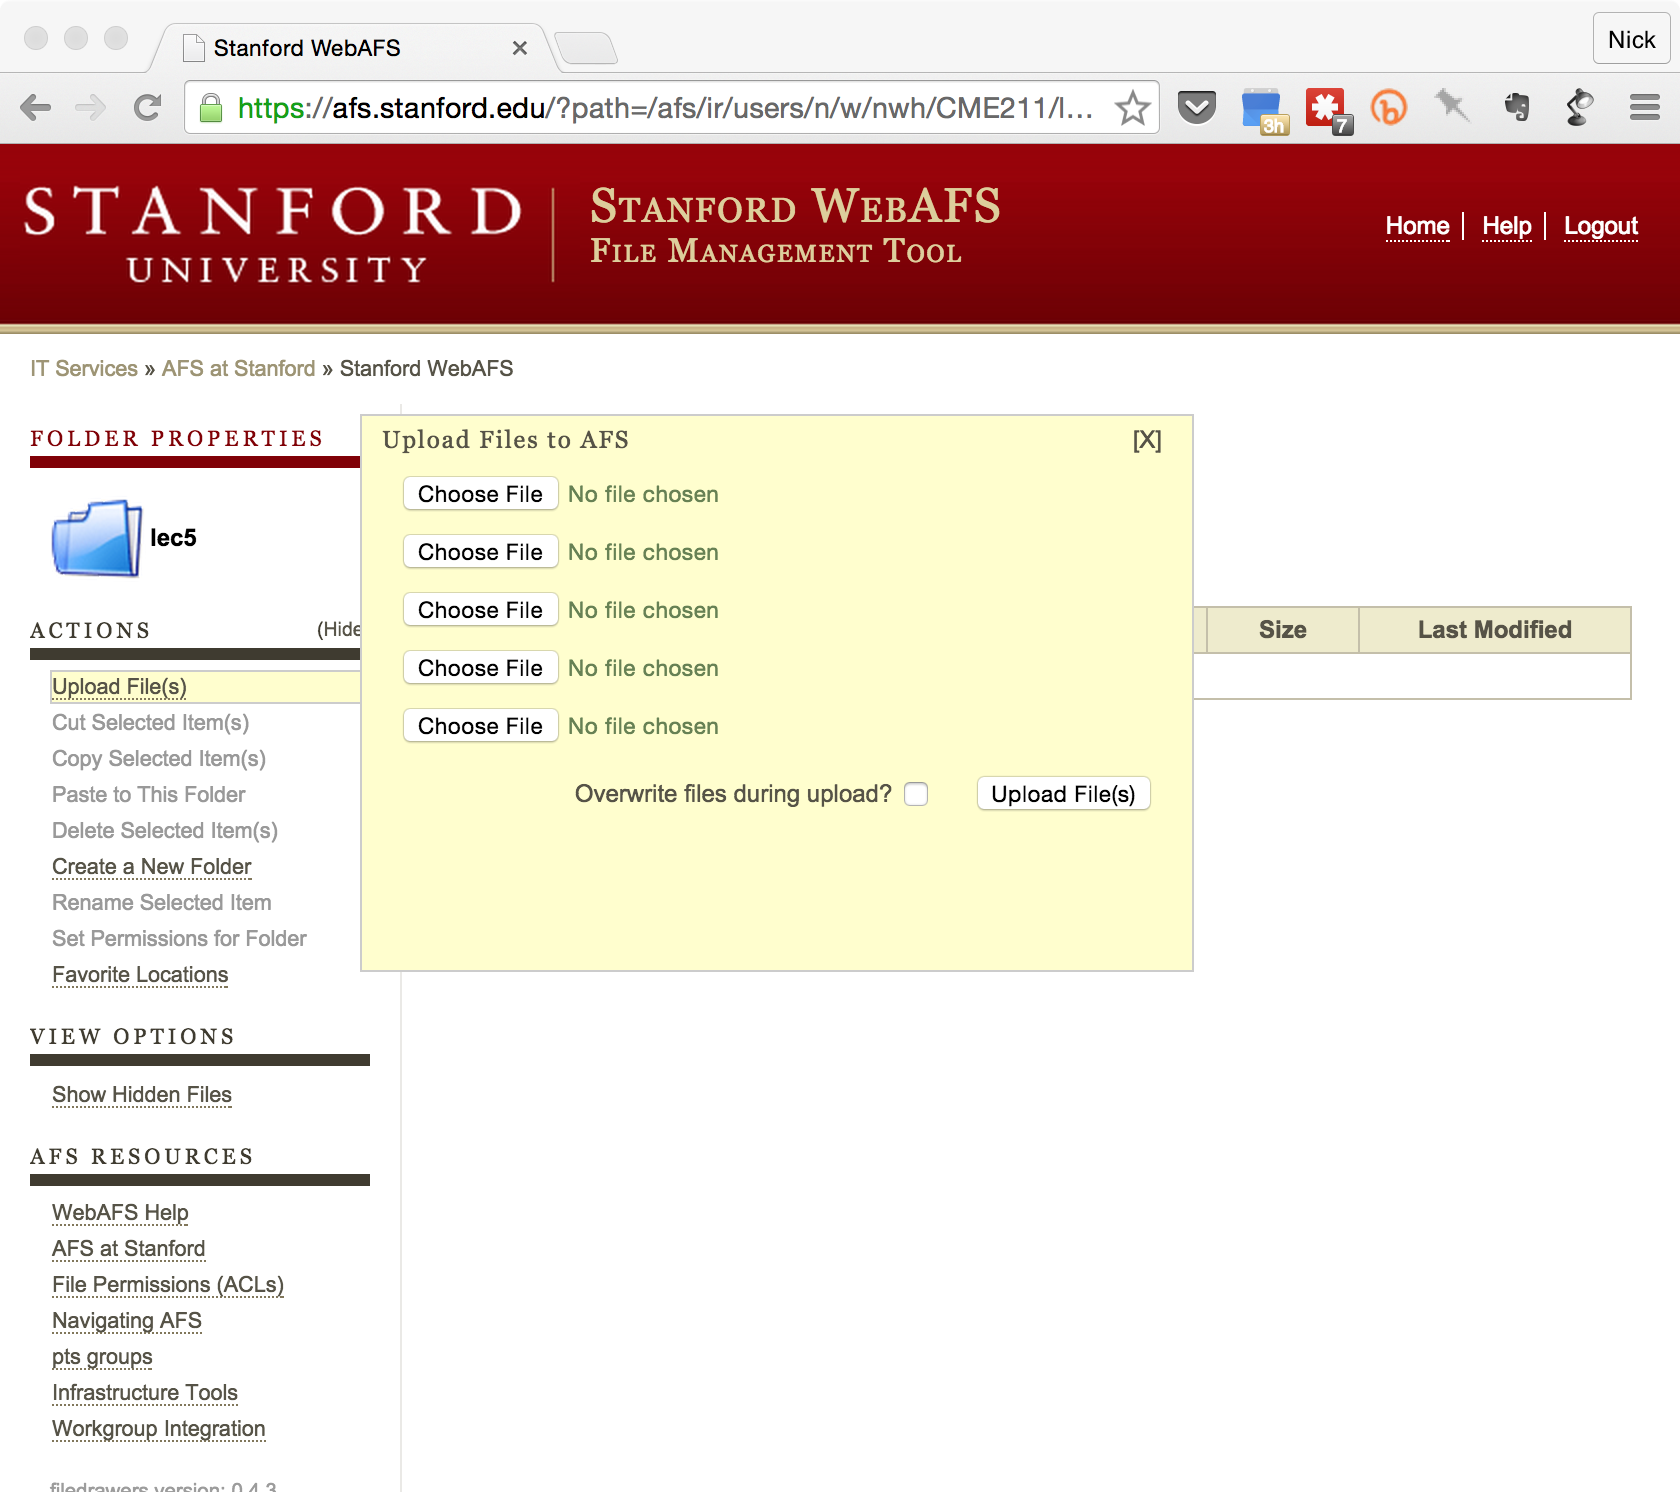 Stanford WebAFS
Nick
https://afs.stanford.edu/?path=/afs/ir/users/n/w/nwh/CME211/l...
3h
7
STANFORD
UNIVERSITY
STANFORD WEBAFS
FILE MANAGEMENT TOOL
Home | Help | Logout
IT Services » AFS at Stanford » Stanford WebAFS
FOLDER PROPERTIES
lec5
ACTIONS
(Hide
Upload File(s)
Cut Selected Item(s)
Copy Selected Item(s)
Paste to This Folder
Delete Selected Item(s)
Create a New Folder
Rename Selected Item
Set Permissions for Folder
Favorite Locations
VIEW OPTIONS
Show Hidden Files
AFS RESOURCES
WebAFS Help
AFS at Stanford
File Permissions (ACLs)
Navigating AFS
pts groups
Infrastructure Tools
Workgroup Integration
filedrawers version: 0.4.3
Upload Files to AFS
[X]
Choose File No file chosen
Choose File No file chosen
Choose File No file chosen
Choose File No file chosen
Choose File No file chosen
Overwrite files during upload?
Upload File(s)
Size
Last Modified